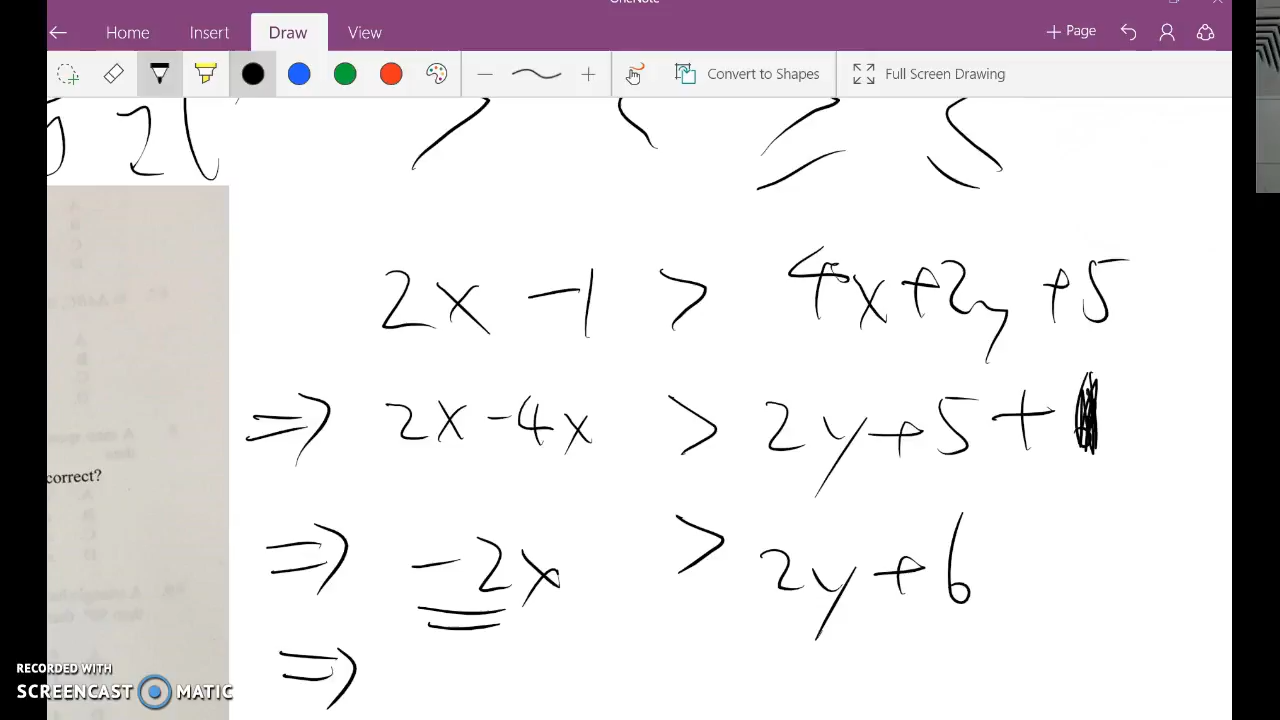 OneNote
Home Insert Draw View Page
Convert to Shapes Full Screen Drawing
> < ≥ ≤
2x -1 > 4x+2y+5
=> 2x-4x > 2y+5+1
correct?
=> -2x > 2y+6
=>
RECORDED WITH
SCREENCAST MATIC